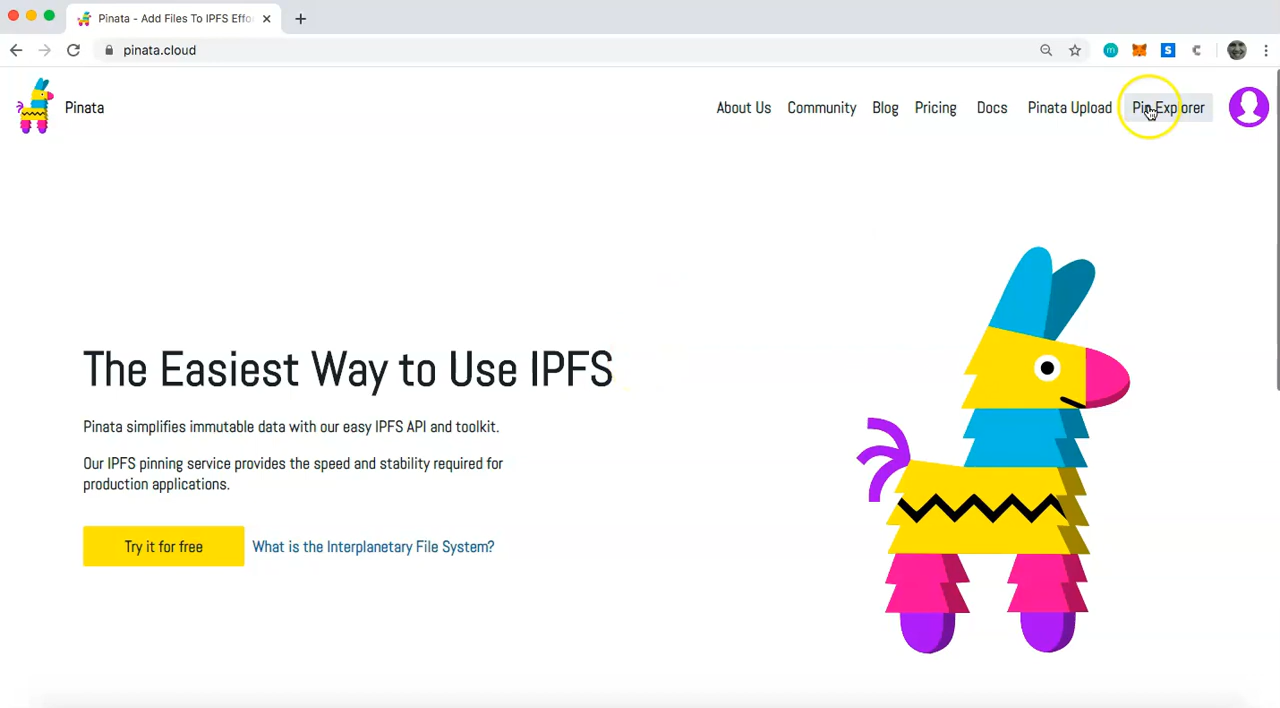 Pinata - Add Files To IPFS Effo
pinata.cloud
Pinata
About Us Community Blog Pricing Docs Pinata Upload Pin Explorer
The Easiest Way to Use IPFS
Pinata simplifies immutable data with our easy IPFS API and toolkit.
Our IPFS pinning service provides the speed and stability required for
production applications.
Try it for free What is the Interplanetary File System?